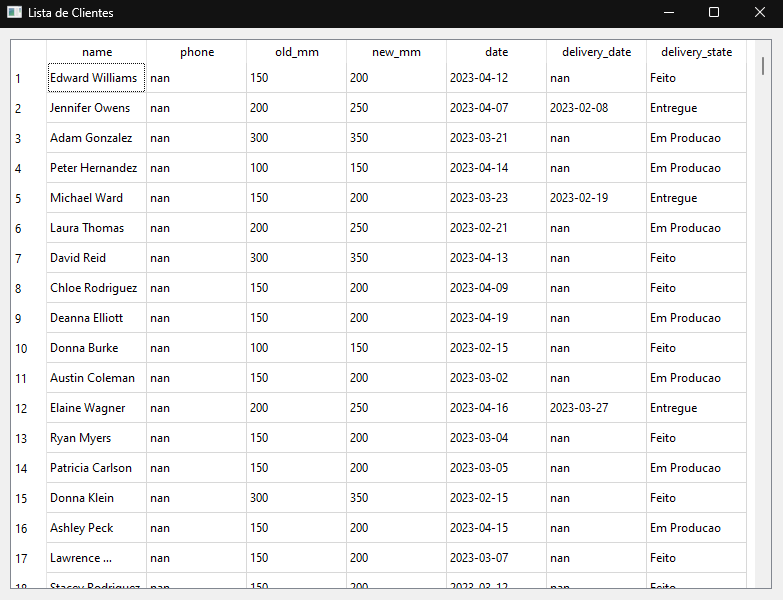 Lista de Clientes
name phone old_mm new_mm date delivery_date delivery_state
1 Edward Williams nan 150 200 2023-04-12 nan Feito
2 Jennifer Owens nan 200 250 2023-04-07 2023-02-08 Entregue
3 Adam Gonzalez nan 300 350 2023-03-21 nan Em Producao
4 Peter Hernandez nan 100 150 2023-04-14 nan Em Producao
5 Michael Ward nan 150 200 2023-03-23 2023-02-19 Entregue
6 Laura Thomas nan 200 250 2023-02-21 nan Em Producao
7 David Reid nan 300 350 2023-04-13 nan Feito
8 Chloe Rodriguez nan 150 200 2023-04-09 nan Feito
9 Deanna Elliott nan 150 200 2023-04-19 nan Em Producao
10 Donna Burke nan 100 150 2023-02-15 nan Feito
11 Austin Coleman nan 150 200 2023-03-02 nan Em Producao
12 Elaine Wagner nan 200 250 2023-04-16 2023-03-27 Entregue
13 Ryan Myers nan 150 200 2023-03-04 nan Feito
14 Patricia Carlson nan 150 200 2023-03-05 nan Em Producao
15 Donna Klein nan 300 350 2023-02-15 nan Feito
16 Ashley Peck nan 150 200 2023-04-15 nan Em Producao
17 Lawrence ... nan 150 200 2023-03-07 nan Feito
18 Stacey Rodriguez nan 150 200 2023-03-12 nan Feito